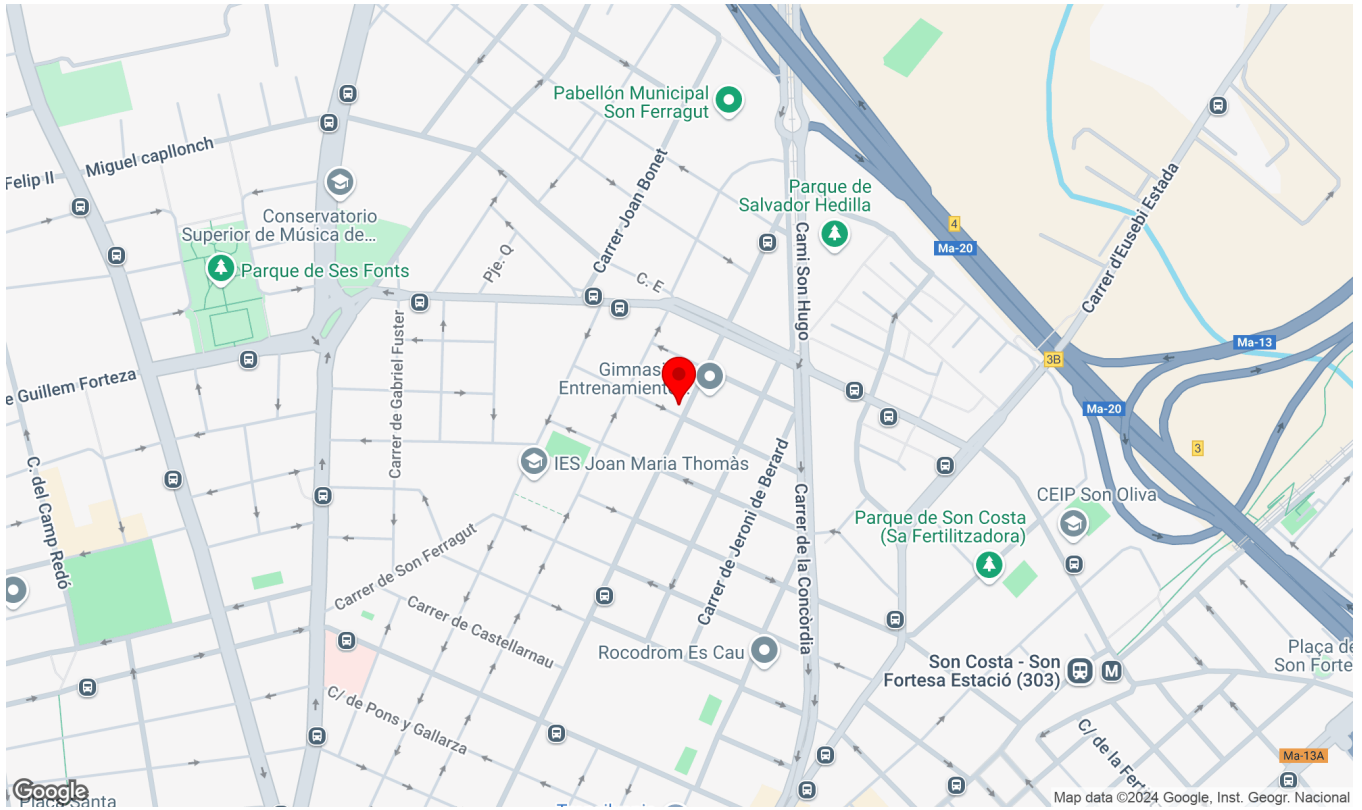 Pabellón Municipal
Son Ferragut
Miguel capllonch
Felip II
Conservatorio
Superior de Música de...
Parque de Ses Fonts
Pje. Q
Carrer Joan Bonet
C. E
Parque de
Salvador Hedilla
Cami Son Hugo
4
Ma-20
Carrer d'Eusebi Estada
Ma-13
3B
Ma-20
3
e Guillem Forteza
Carrer de Gabriel Fuster
Entrenamiento
C. del Camp Redó
IES Joan Maria Thomàs
Carrer de Jeroni de Berard
Carrer de la Concòrdia
CEIP Son Oliva
Parque de Son Costa
(Sa Fertilitzadora)
Carrer de Son Ferragut
Carrer de Castellarnau
Rocodrom Es Cau
Son Costa - Son
Fortesa Estació (303)
M
Plaça de
Son Forte
C/ de Pons y Gallarza
C/ de la Fert
Ma-13A
Google
Map data ©2024 Google, Inst. Geogr. Nacional